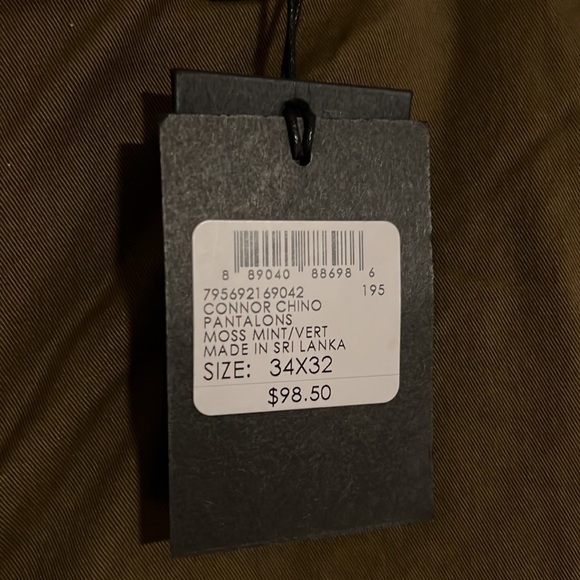 8 89040 88698 6
795692169042 195
CONNOR CHINO
PANTALONS
MOSS MINT/VERT
MADE IN SRI LANKA
SIZE: 34X32
$98.50